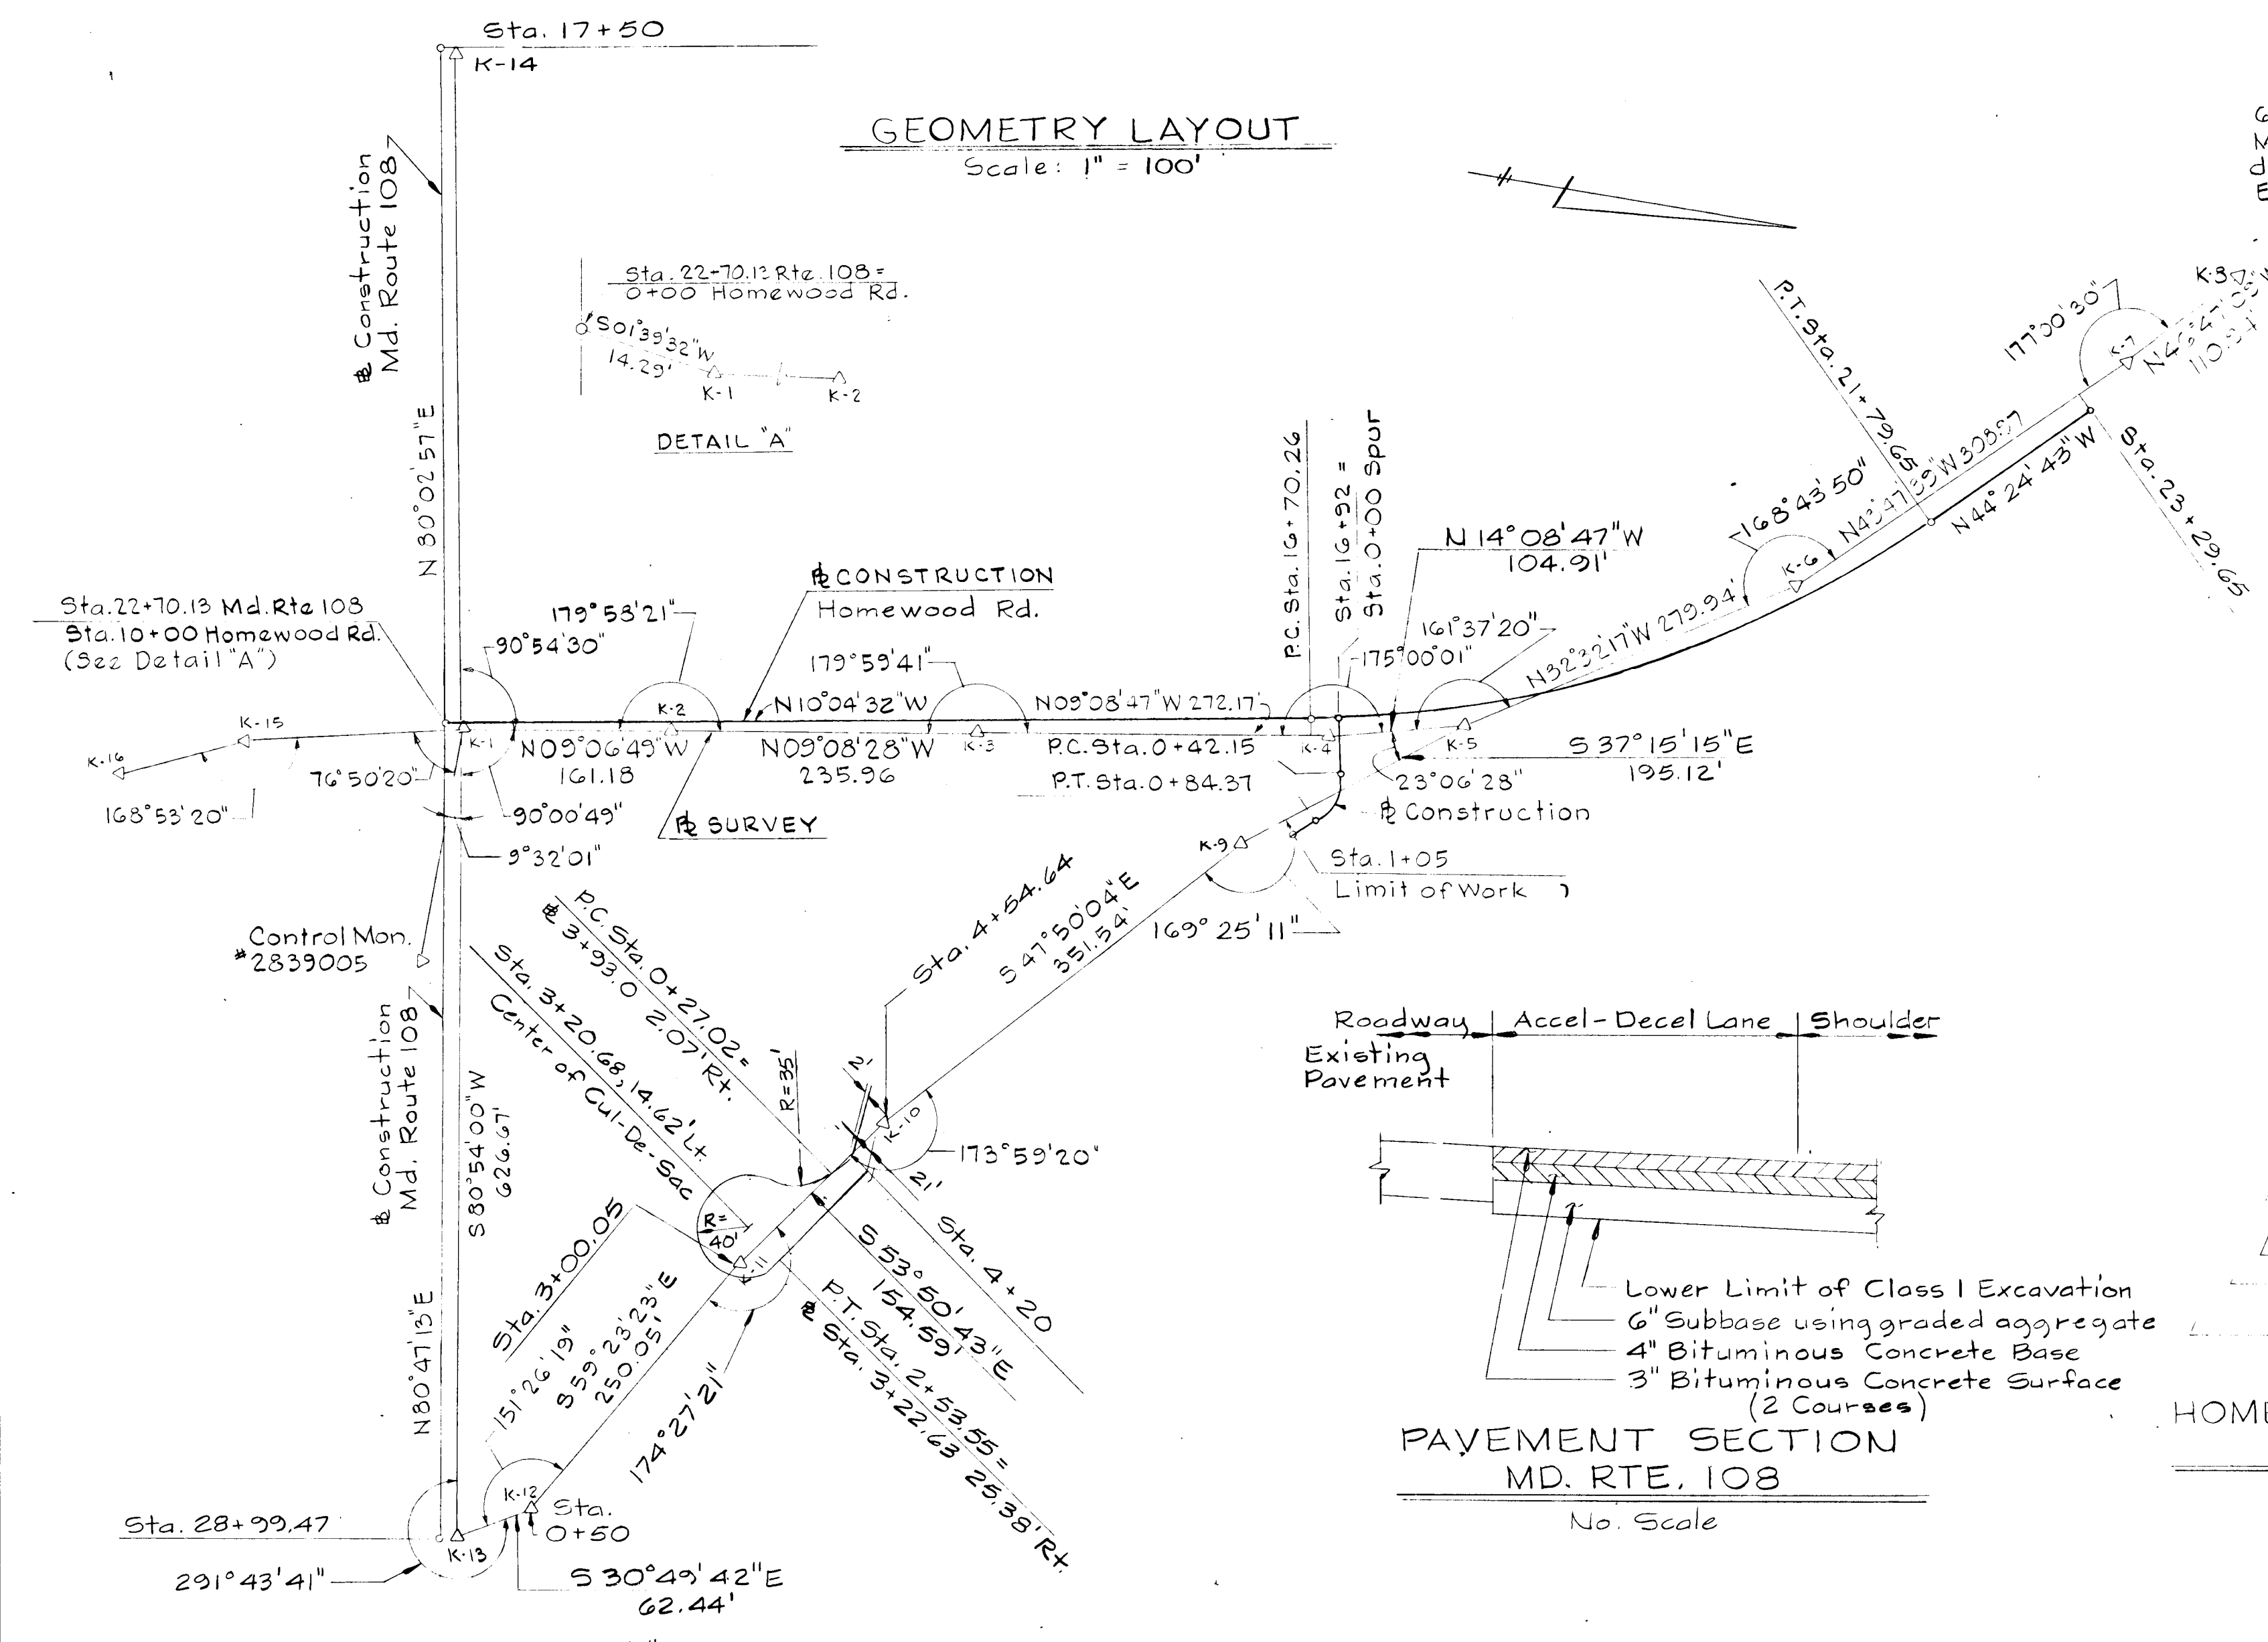 Sta. 17+50
K-14
GEOMETRY LAYOUT
Scale: 1" = 100'
℄ Construction
Md. Route 108
N 80°02'57"E
Sta. 22+70.13 Rte. 108 =
0+00 Homewood Rd.
S01°39'32"W
14.29'
K-1
K-2
DETAIL "A"
Sta. 22+70.13 Md. Rte 108
Sta. 10+00 Homewood Rd.
(See Detail "A")
90°54'30"
179°53'21"
℄ CONSTRUCTION
Homewood Rd.
179°59'41"
N10°04'32"W
N09°08'47"W 272.17'
P.C. Sta. 16+70.26
Sta. 16+92 =
Sta. 0+00 Spur
N 14°08'47"W
104.91'
175°00'01"
161°37'20"
N32°32'17"W 279.94'
168°43'50"
K-6
P.T. Sta. 21+79.65
N 44°24'43"W
Sta. 23+29.65
177°00'30"
K-7
K-15
K-16
168°53'20"
76°50'20"
K-1
K-2
N09°06'49"W
161.18
N09°08'28"W
235.96
K-3
K-4
K-5
P.C. Sta. 0+42.15
P.T. Sta. 0+84.37
S 37°15'15"E
195.12'
23°06'28"
℄ Construction
90°00'49"
9°32'01"
℄ SURVEY
K-9
Sta. 1+05
Limit of Work
169°25'11"
Control Mon.
#2839005
Sta. 4+54.64
S 47°50'04"E
351.54'
P.C. Sta. 0+27.02=
℄ 3+93.0 2.07' Rt.
Sta. 3+20.68, 14.62' Lt.
Center of Cul-De-Sac
R=35'
2'
K-10
173°59'20"
21'
℄ Construction
Md. Route 108
S 80°54'00"W
626.67'
R=
40'
K-11
Sta. 3+00.05
Sta. 4+20
S 53°50'43"E
154.59'
P.T. Sta. 2+53.55=
℄ Sta. 3+22.63 25.38' Rt.
N80°47'13"E
151°26'19"
S 59°23'23"E
250.05'
174°27'21"
K-12
Sta.
0+50
K-13
Sta. 28+99.47
291°43'41"
S 30°49'42"E
62.44'
Roadway
Accel-Decel Lane
Shoulder
Existing
Pavement
Lower Limit of Class 1 Excavation
6" Subbase using graded aggregate
4" Bituminous Concrete Base
3" Bituminous Concrete Surface
(2 Courses)
PAVEMENT SECTION
MD. RTE. 108
No. Scale